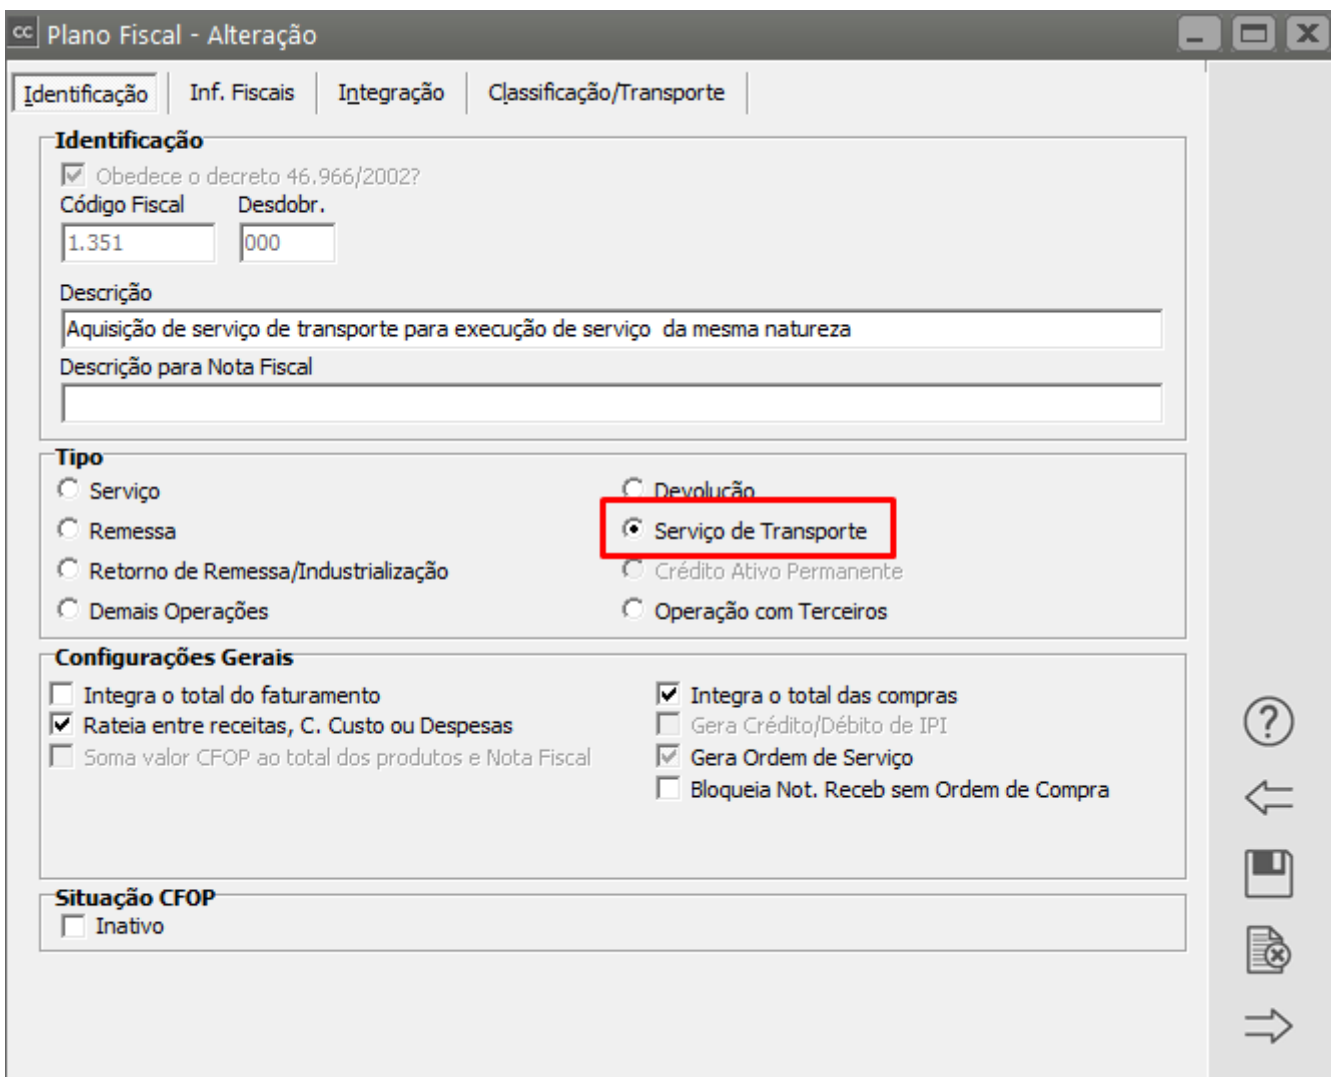 cc Plano Fiscal - Alteração
Identificação Inf. Fiscais Integração Classificação/Transporte
Identificação
Obedece o decreto 46.966/2002?
Código Fiscal Desdobr.
1.351 000
Descrição
Aquisição de serviço de transporte para execução de serviço da mesma natureza
Descrição para Nota Fiscal
Tipo
Serviço Devolução
Remessa Serviço de Transporte
Retorno de Remessa/Industrialização Crédito Ativo Permanente
Demais Operações Operação com Terceiros
Configurações Gerais
Integra o total do faturamento Integra o total das compras
Rateia entre receitas, C. Custo ou Despesas Gera Crédito/Débito de IPI
Soma valor CFOP ao total dos produtos e Nota Fiscal Gera Ordem de Serviço
Bloqueia Not. Receb sem Ordem de Compra
Situação CFOP
Inativo